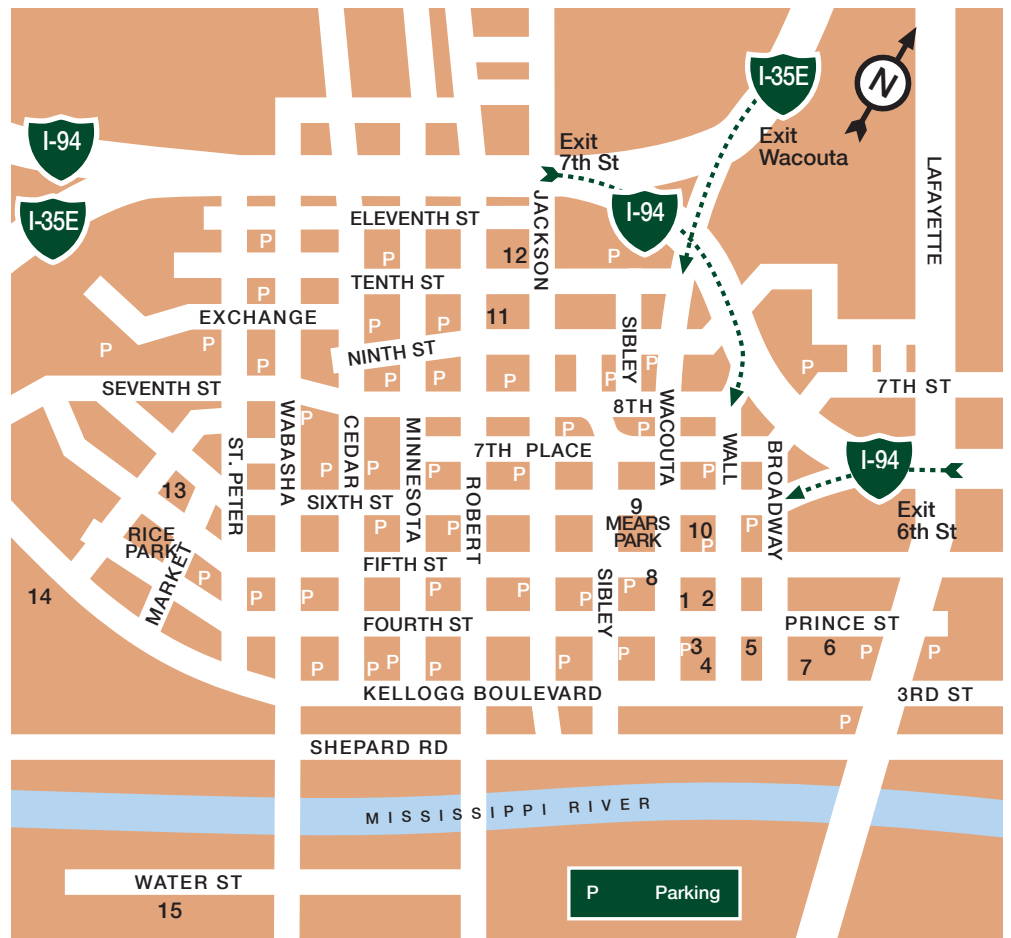 I-35E
N
I-94
Exit
7th St
Exit
Wacouta
I-35E
I-94
LAFAYETTE
JACKSON
ELEVENTH ST
P
12
P
P
TENTH ST
P
EXCHANGE
11
P
P
SIBLEY
P
P
NINTH ST
P
P
P
P
P
P
P
P
SEVENTH ST
7TH ST
WACOUTA
8TH
WABASHA
P
CEDAR
MINNESOTA
P
P
ST. PETER
WALL
BROADWAY
7TH PLACE
I-94
P
P
P
P
P
ROBERT
13
SIXTH ST
9
Exit
6th St
MEARS
PARK
10
P
P
P
P
RICE
PARK
MARKET
FIFTH ST
P
8
SIBLEY
14
P
P
P
P
P
P
1
2
FOURTH ST
PRINCE ST
P
P
P
P
P
P
P
3
4
5
6
7
P
P
KELLOGG BOULEVARD
3RD ST
P
SHEPARD RD
MISSISSIPPI RIVER
WATER ST
15
P Parking